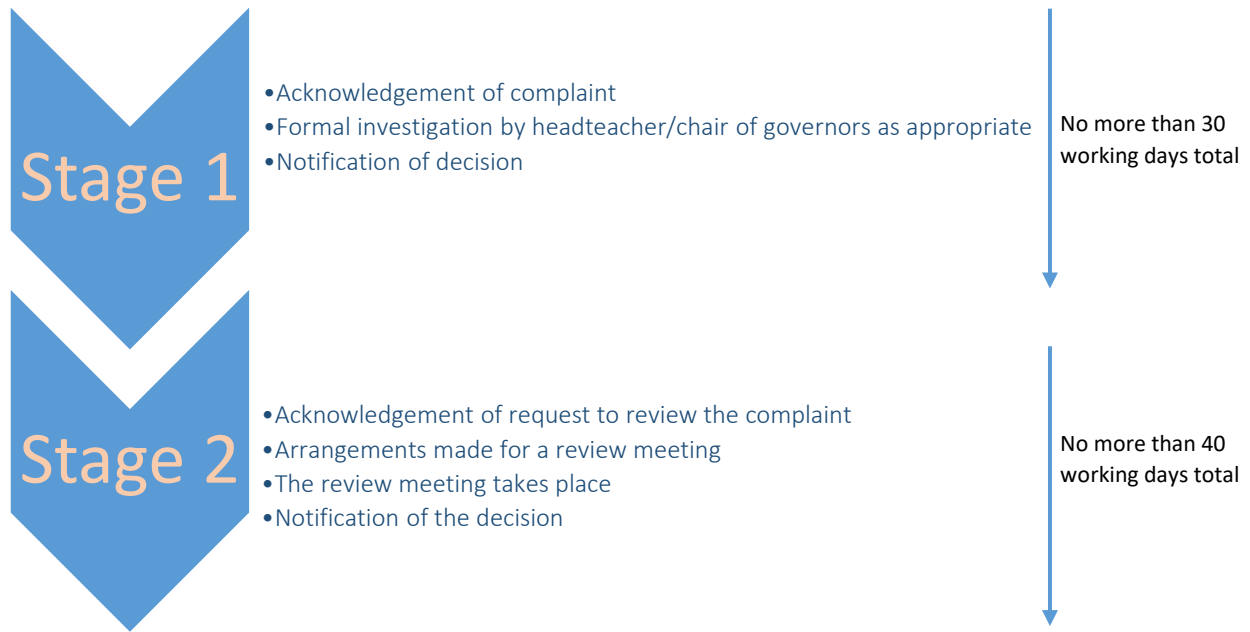 Stage 1
•Acknowledgement of complaint
•Formal investigation by headteacher/chair of governors as appropriate
•Notification of decision
No more than 30
working days total
Stage 2
•Acknowledgement of request to review the complaint
•Arrangements made for a review meeting
•The review meeting takes place
•Notification of the decision
No more than 40
working days total